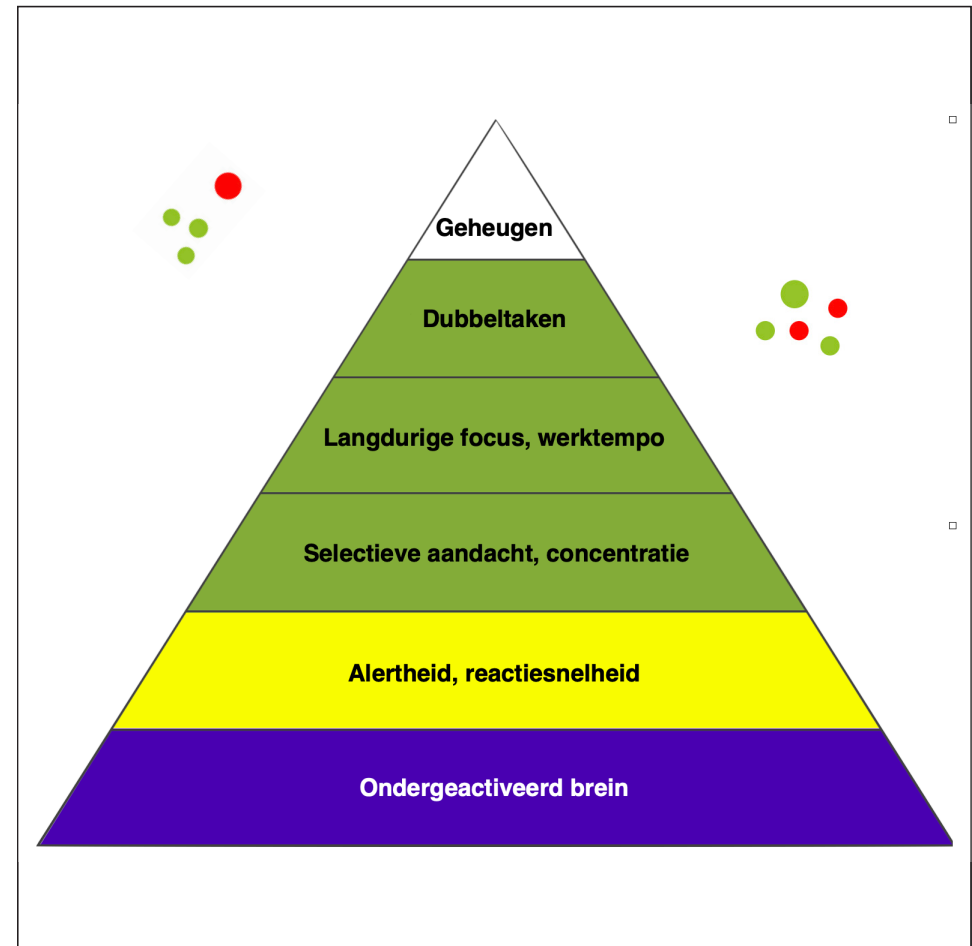 Geheugen
Dubbeltaken
Langdurige focus, werktempo
Selectieve aandacht, concentratie
Alertheid, reactiesnelheid
Ondergeactiveerd brein